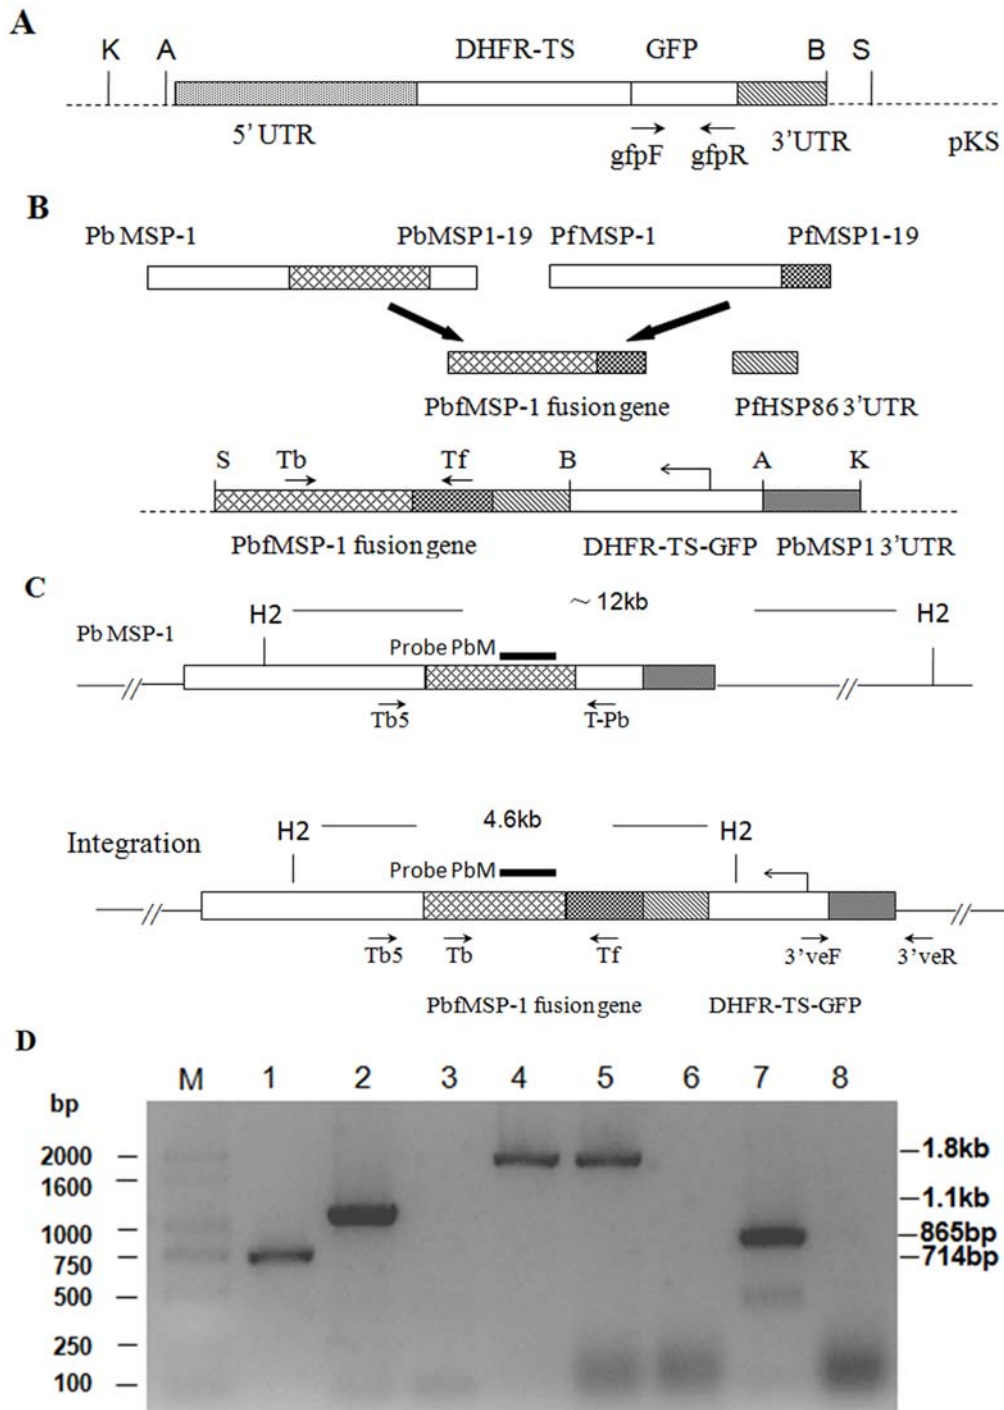 A
K A DHFR-TS GFP B S
5' UTR gfpF gfpR 3'UTR pKS
B
Pb MSP-1 PbMSP1-19 PfMSP-1 PfMSP1-19
PbfMSP-1 fusion gene PfHSP86 3'UTR
S Tb Tf B A K
PbfMSP-1 fusion gene DHFR-TS-GFP PbMSP1 3'UTR
C
H2 ~ 12kb H2
Pb MSP-1 Probe PbM
Tb5 T-Pb
H2 4.6kb H2
Integration
Probe PbM
Tb5 Tb Tf 3'veF 3'veR
PbfMSP-1 fusion gene DHFR-TS-GFP
D
M 1 2 3 4 5 6 7 8
bp
2000 1.8kb
1600
1.1kb
1000 865bp
750 714bp
500
250
100